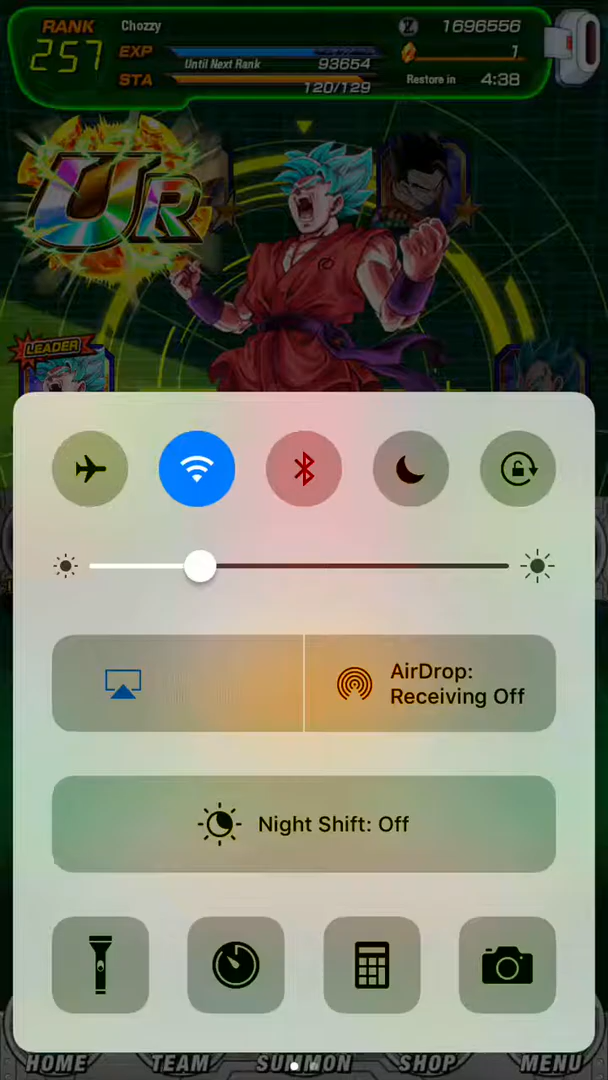 RANK
257
Chozzy
1696556
EXP
Until Next Rank
93654
1
STA
120/129
Restore in
4:38
UR
LEADER
AirDrop:
Receiving Off
Night Shift: Off
HOME
TEAM
SUMMON
SHOP
MENU